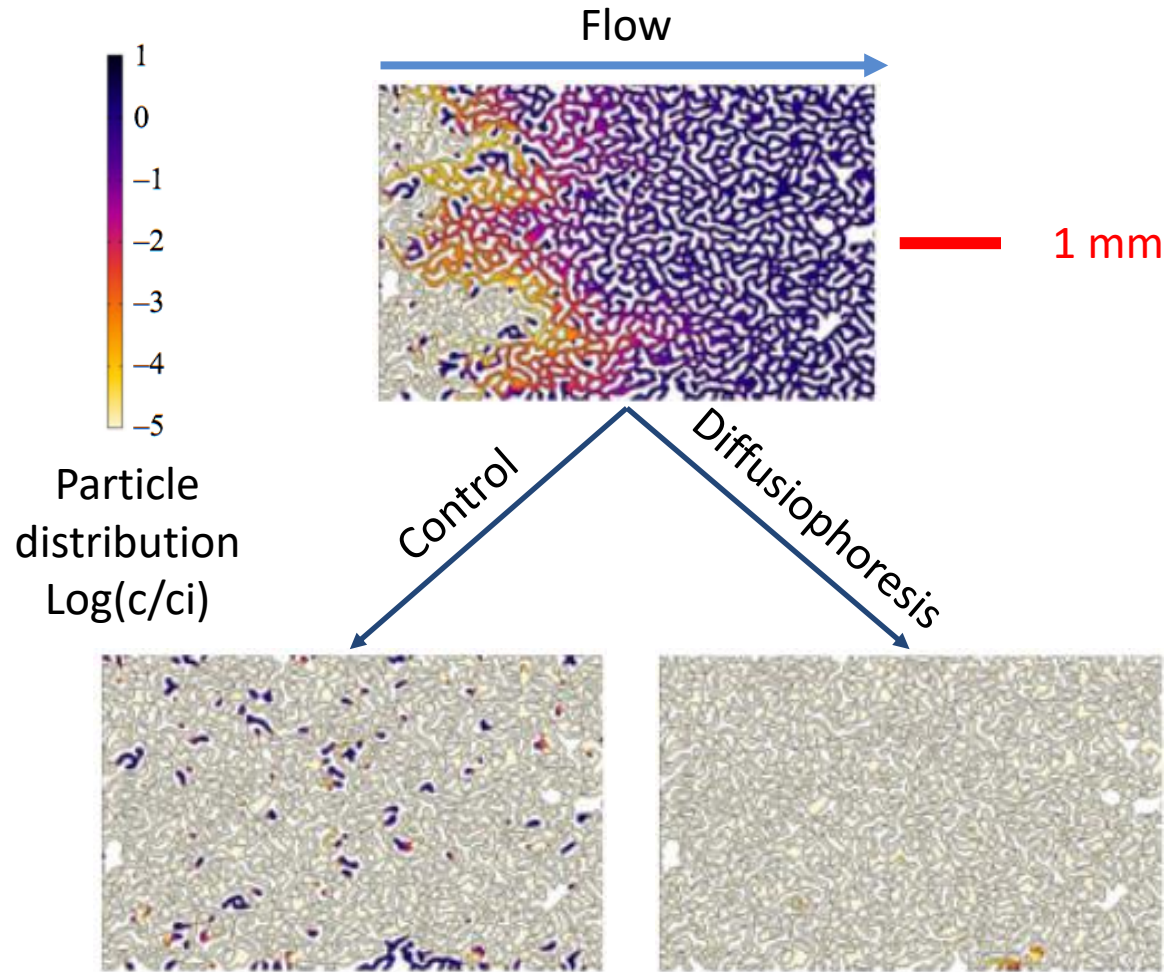 Flow
1
0
–1
–2
–3
–4
–5
1 mm
Particle
distribution
Log(c/ci)
Control
Diffusiophoresis